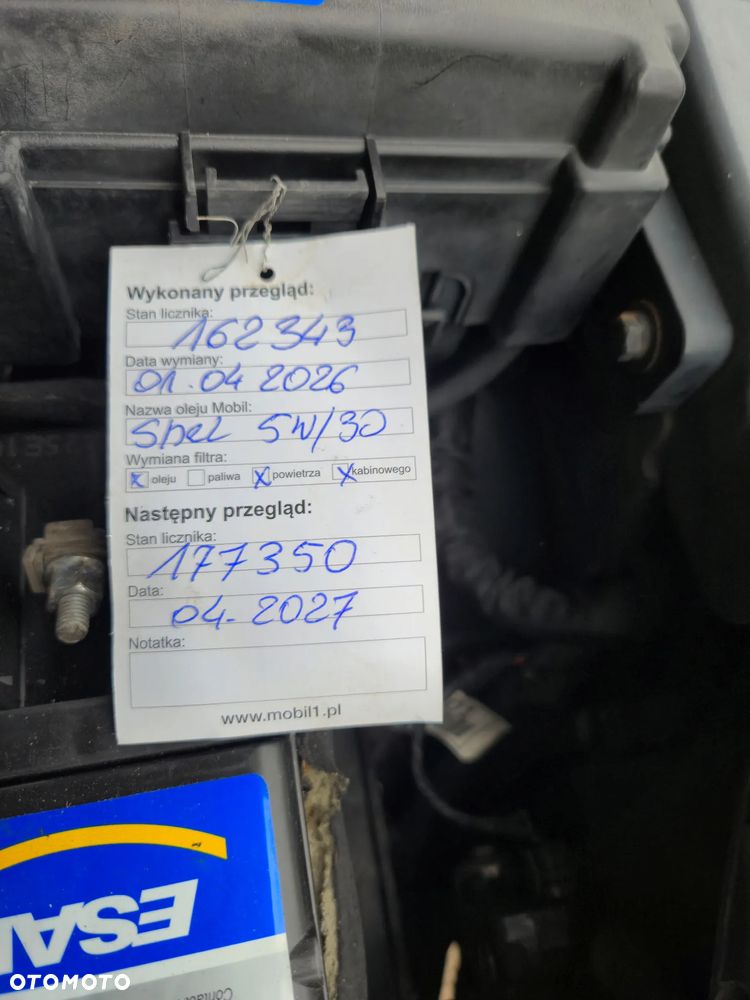 Wykonany przegląd:
Stan licznika:
162343
Data wymiany:
01.04 2026
Nazwa oleju Mobil:
Shel 5W/30
Wymiana filtra:
x oleju paliwa x powietrza x kabinowego
Następny przegląd:
Stan licznika:
177350
Data:
04-2027
Notatka:
www.mobil1.pl
ESA
OTOMOTO